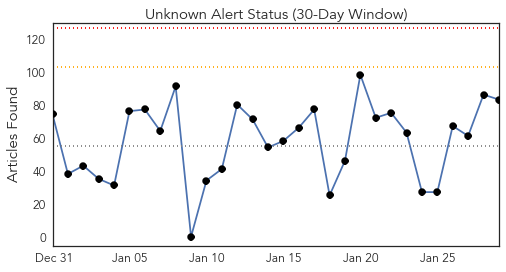 Unknown Alert Status (30-Day Window)
Articles Found
120
100
80
60
40
20
0
Dec 31 Jan 05 Jan 10 Jan 15 Jan 20 Jan 25